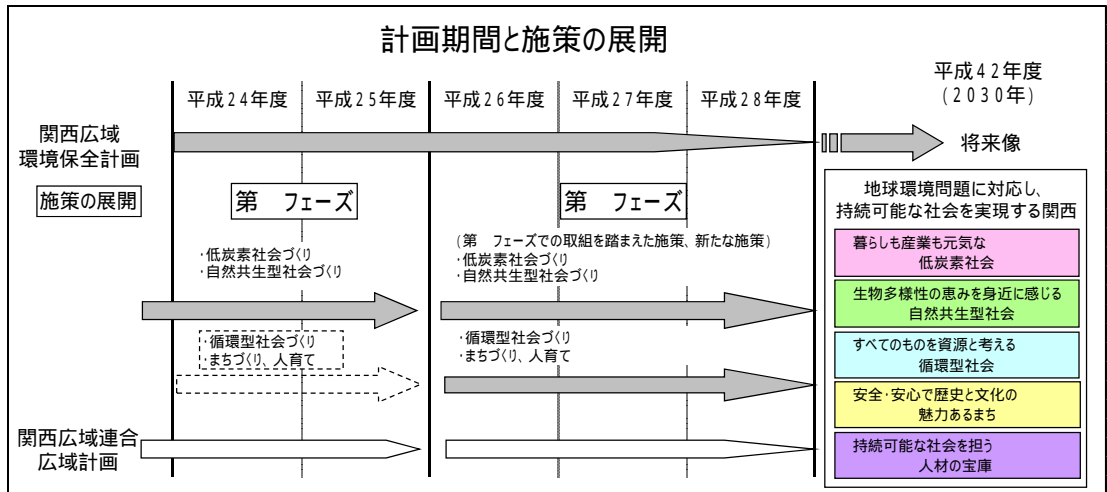 計画期間と施策の展開
平成24年度
平成25年度
平成26年度
平成27年度
平成28年度
平成42年度
(2030年)
関西広域
環境保全計画
将来像
施策の展開
第　フェーズ
第　フェーズ
(第　フェーズでの取組を踏まえた施策、新たな施策)
・低炭素社会づくり
・自然共生型社会づくり
・低炭素社会づくり
・自然共生型社会づくり
・循環型社会づくり
・まちづくり、人育て
・循環型社会づくり
・まちづくり、人育て
関西広域連合
広域計画
地球環境問題に対応し、
持続可能な社会を実現する関西
暮らしも産業も元気な
低炭素社会
生物多様性の恵みを身近に感じる
自然共生型社会
すべてのものを資源と考える
循環型社会
安全・安心で歴史と文化の
魅力あるまち
持続可能な社会を担う
人材の宝庫